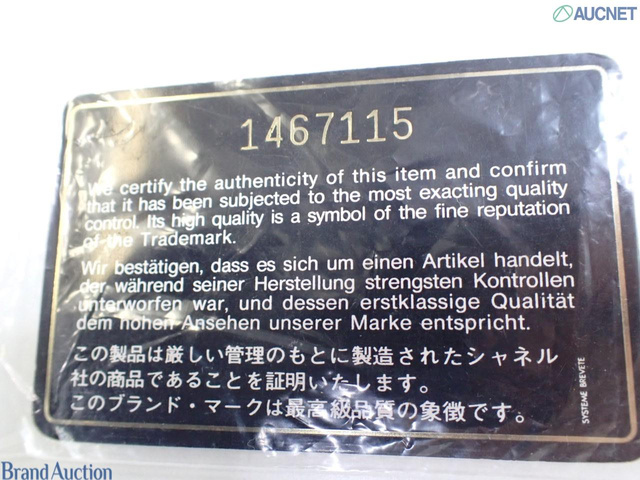 AUCNET
1467115
We certify the authenticity of this item and confirm
that it has been subjected to the most exacting quality
control. Its high quality is a symbol of the fine reputation
of the Trademark.
Wir bestätigen, dass es sich um einen Artikel handelt,
der während seiner Herstellung strengsten Kontrollen
unterworfen war, und dessen erstklassige Qualität
dem hohen Ansehen unserer Marke entspricht.
この製品は厳しい管理のもとに製造されたシャネル
社の商品であることを証明いたします。
このブランド・マークは最高級品質の象徴です。
SYSTEME BREVETE
Brand Auction